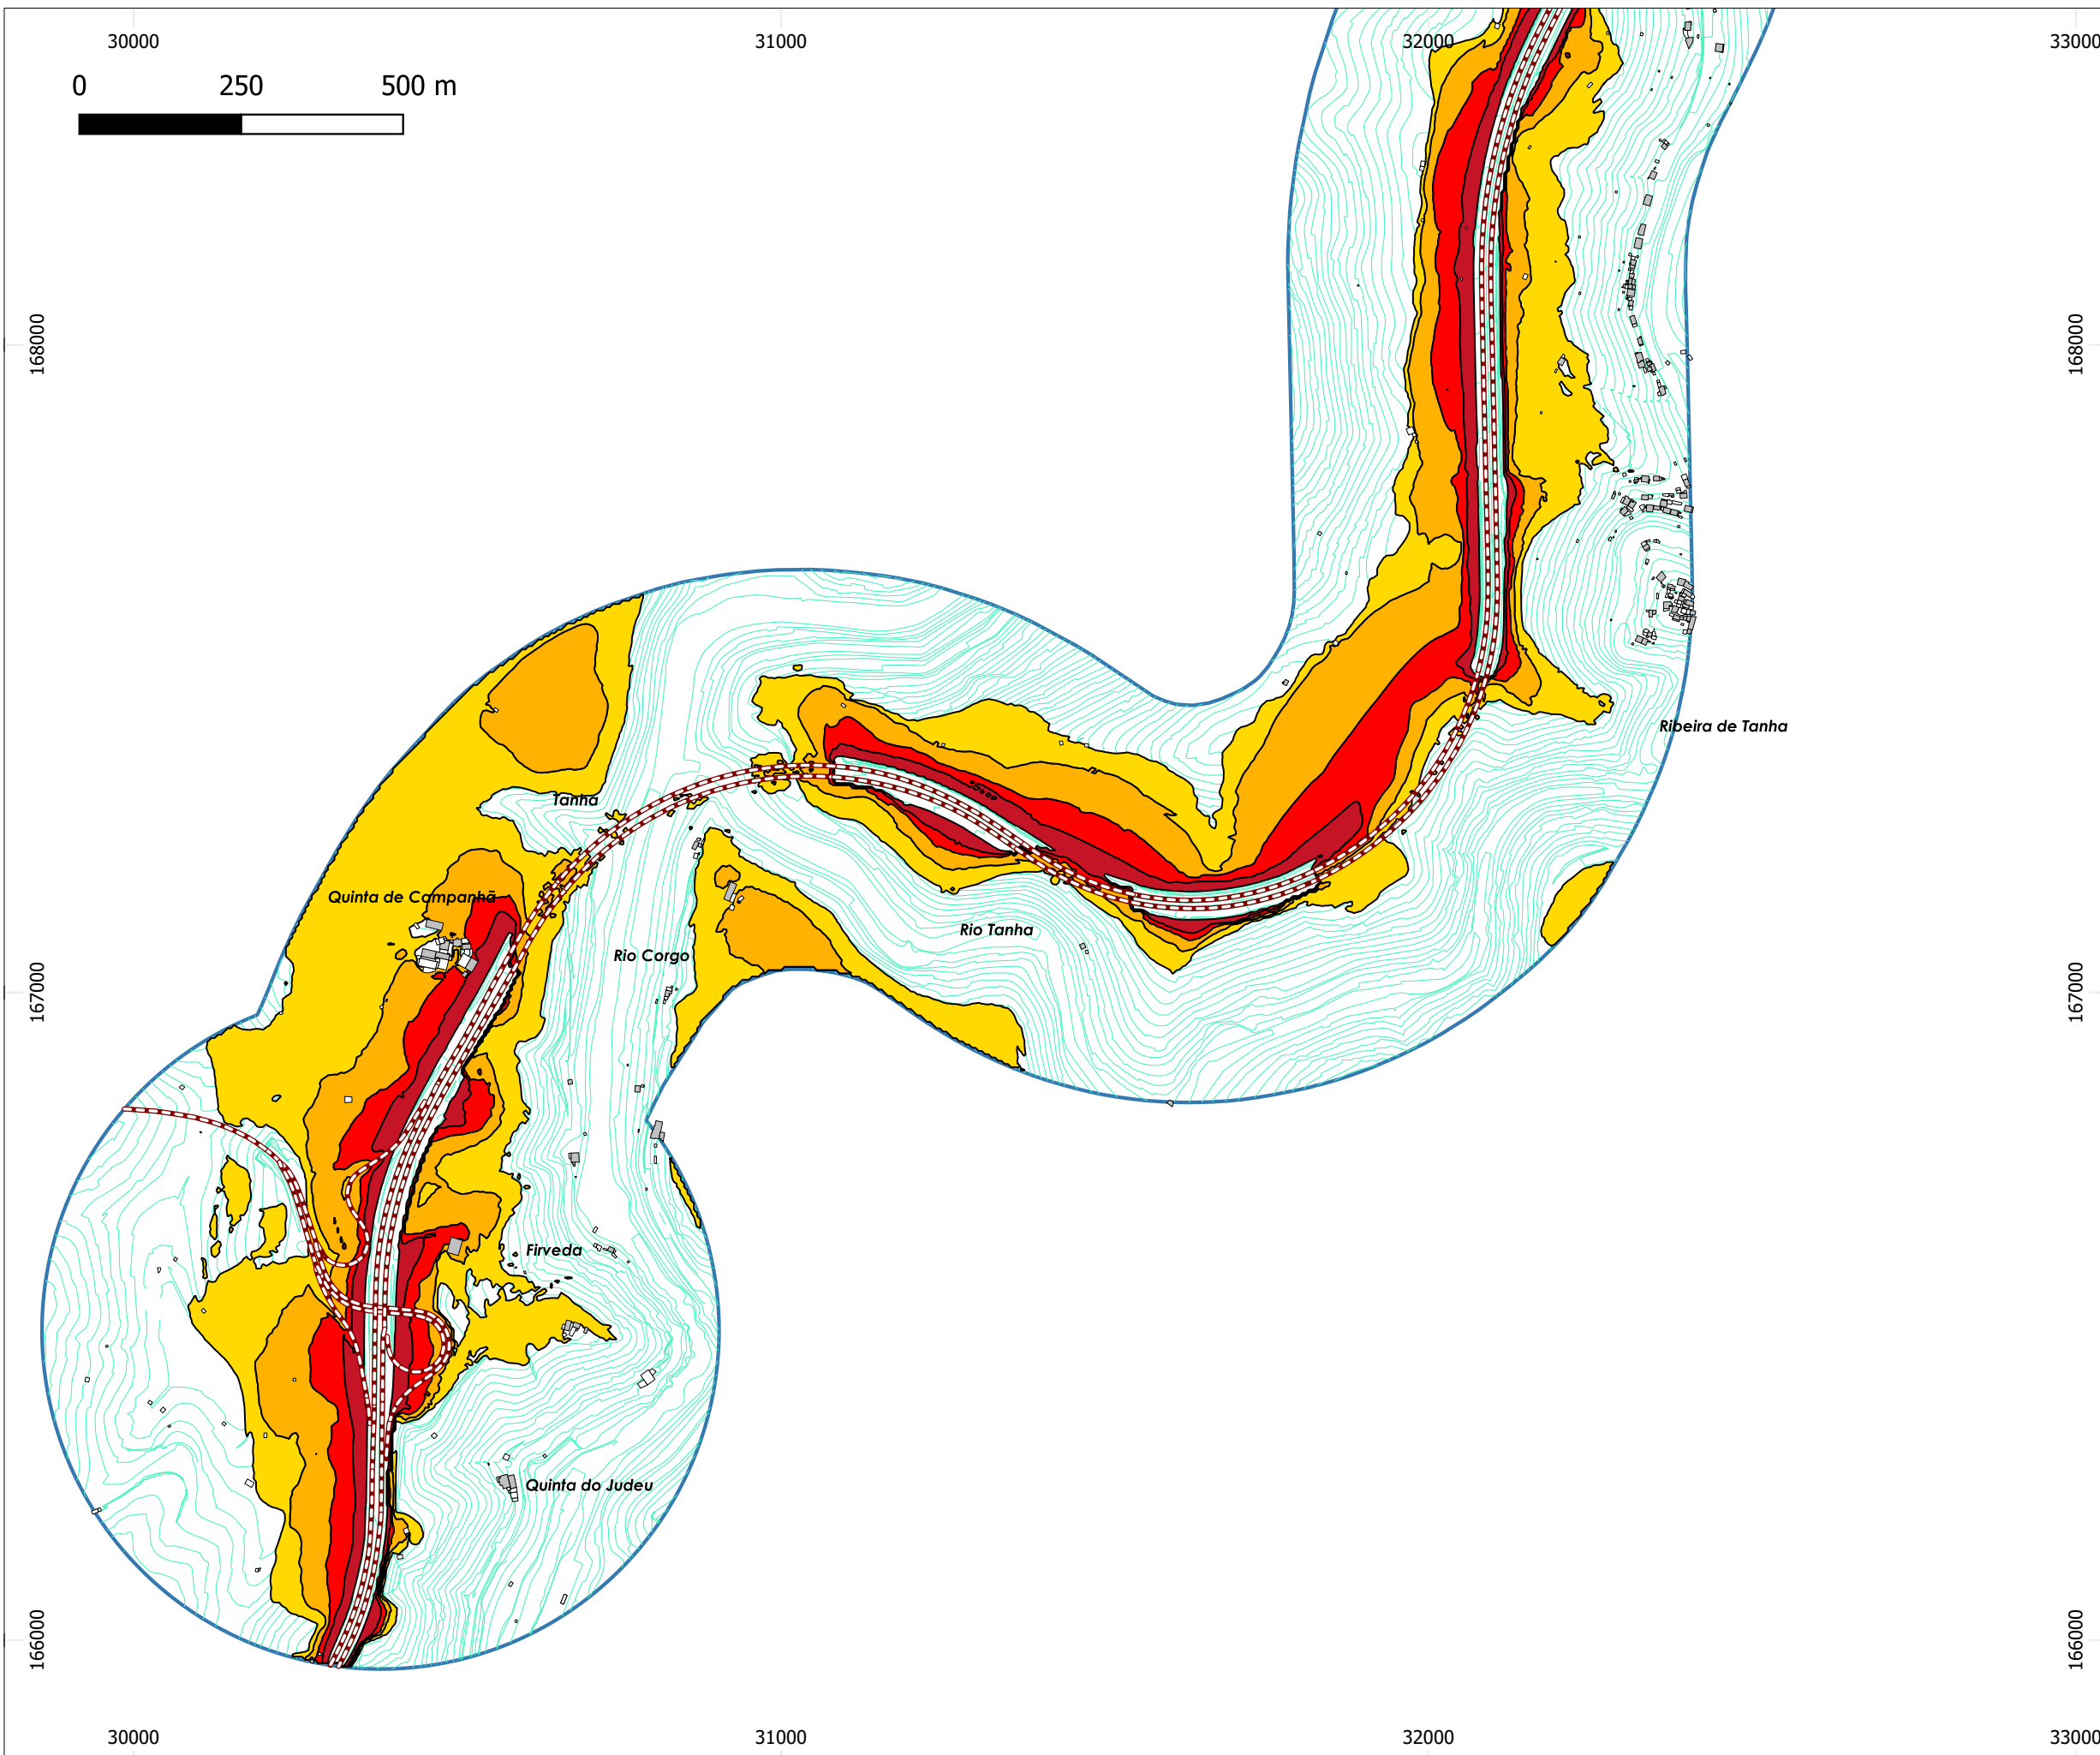 30000 31000 32000 33000
0 250 500 m
168000 168000
Ribeira de Tanha
Tanha
Quinta de Campanhã
Rio Tanha
Rio Corgo
167000 167000
Firveda
Quinta do Judeu
166000 166000
30000 31000 32000 33000